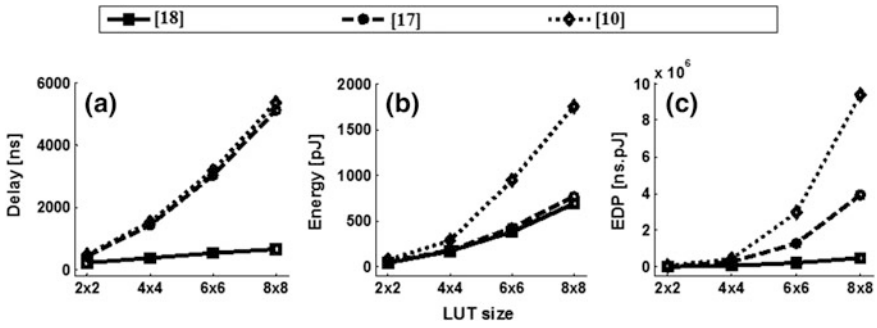 [18] [17] [10]
(a)
Delay [ns]
6000
4000
2000
0
2x2 4x4 6x6 8x8
(b)
Energy [pJ]
2000
1500
1000
500
0
2x2 4x4 6x6 8x8
LUT size
(c)
EDP [ns.pJ]
x 10^6
10
8
6
4
2
0
2x2 4x4 6x6 8x8